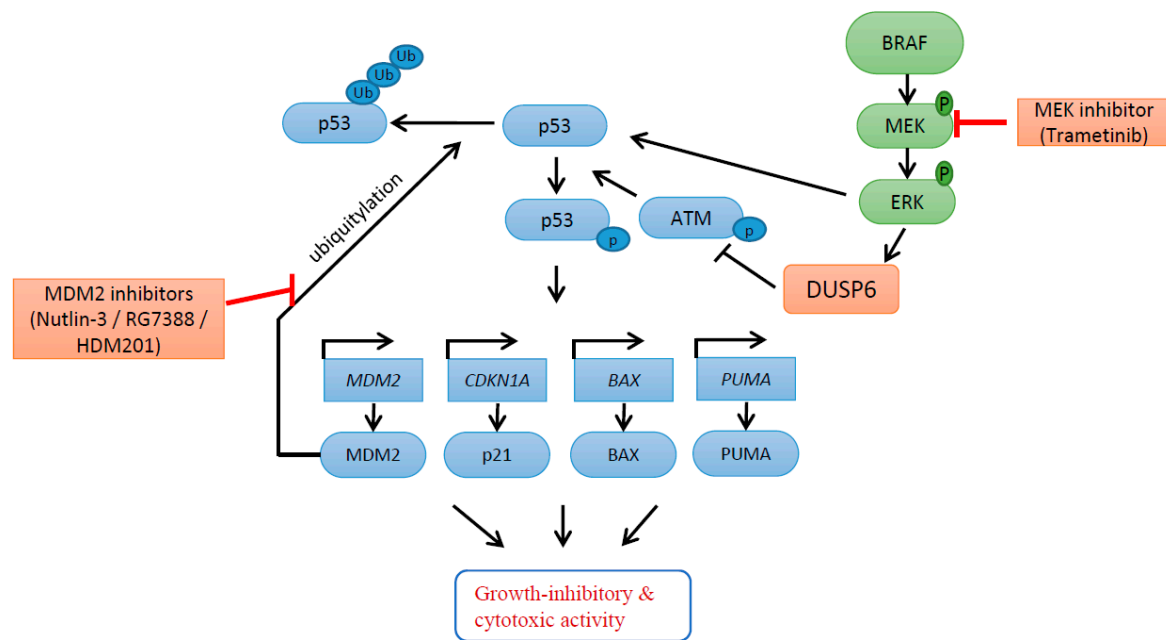 BRAF
Ub
Ub
Ub
p53
p53
P
MEK
MEK inhibitor
(Trametinib)
P
ERK
ubiquitylation
p53
p
ATM
p
DUSP6
MDM2 inhibitors
(Nutlin-3 / RG7388 /
HDM201)
MDM2
CDKN1A
BAX
PUMA
MDM2
p21
BAX
PUMA
Growth-inhibitory &
cytotoxic activity